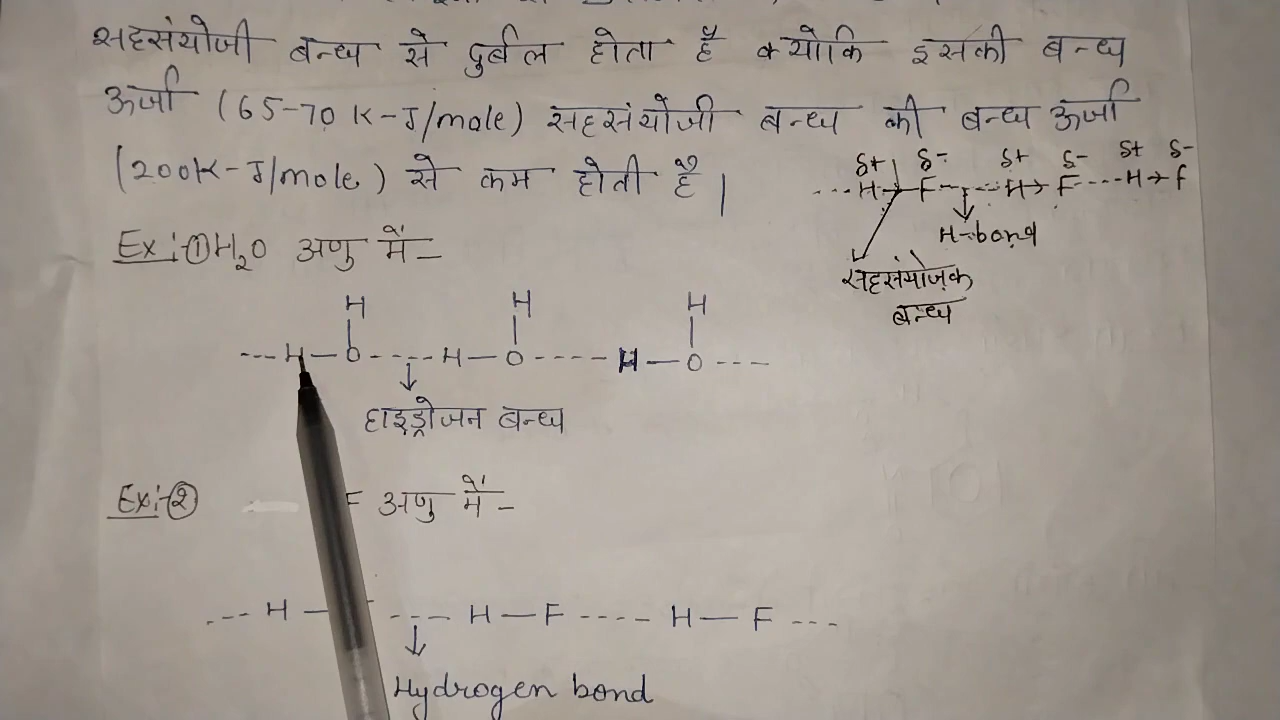 सहसंयोजी बन्ध से दुर्बल होता है क्योकि इसकी बन्ध
ऊर्जा (65-70 K-J/mole) सहसंयोजी बन्ध की बन्ध ऊर्जा
(200K-J/mole) से कम होती है।
δ+ δ- δ+ δ- δ+ δ-
---H→F-----H→F----H→F
H-bond
सहसंयोजक
बन्ध
Ex:-① H₂O अणु में-
H H H
---H—O----H—O----H—O---
हाइड्रोजन बन्ध
Ex:-② F अणु में-
---H— ---H—F----H—F---
Hydrogen bond